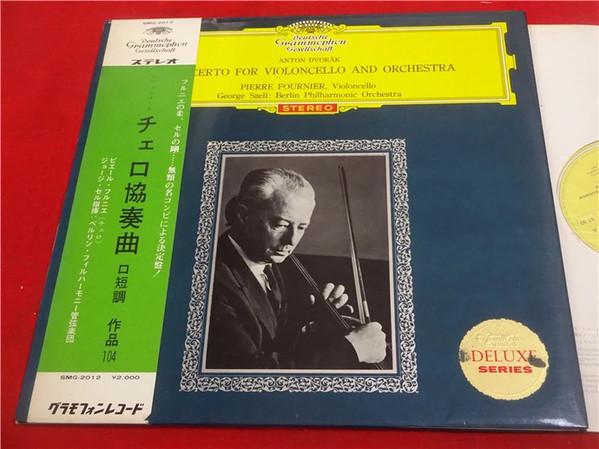 SMG-2012
Deutsche
Grammophon
Gesellschaft
ステレオ
フルニエの柔、セルの剛……無類の名コンビによる決定盤!
チェロ協奏曲 ロ短調 作品104
ピエール・フルニエ(チェロ)
ジョージ・セル指揮:ベルリン・フィルハーモニー管弦楽団
SMG-2012 ¥2,000
グラモフォンレコード
Deutsche
Grammophon
Gesellschaft
ANTON DVOŘÁK
CERTO FOR VIOLONCELLO AND ORCHESTRA
PIERRE FOURNIER, Violoncello
George Szell: Berlin Philharmonic Orchestra
STEREO
DELUXE
SERIES